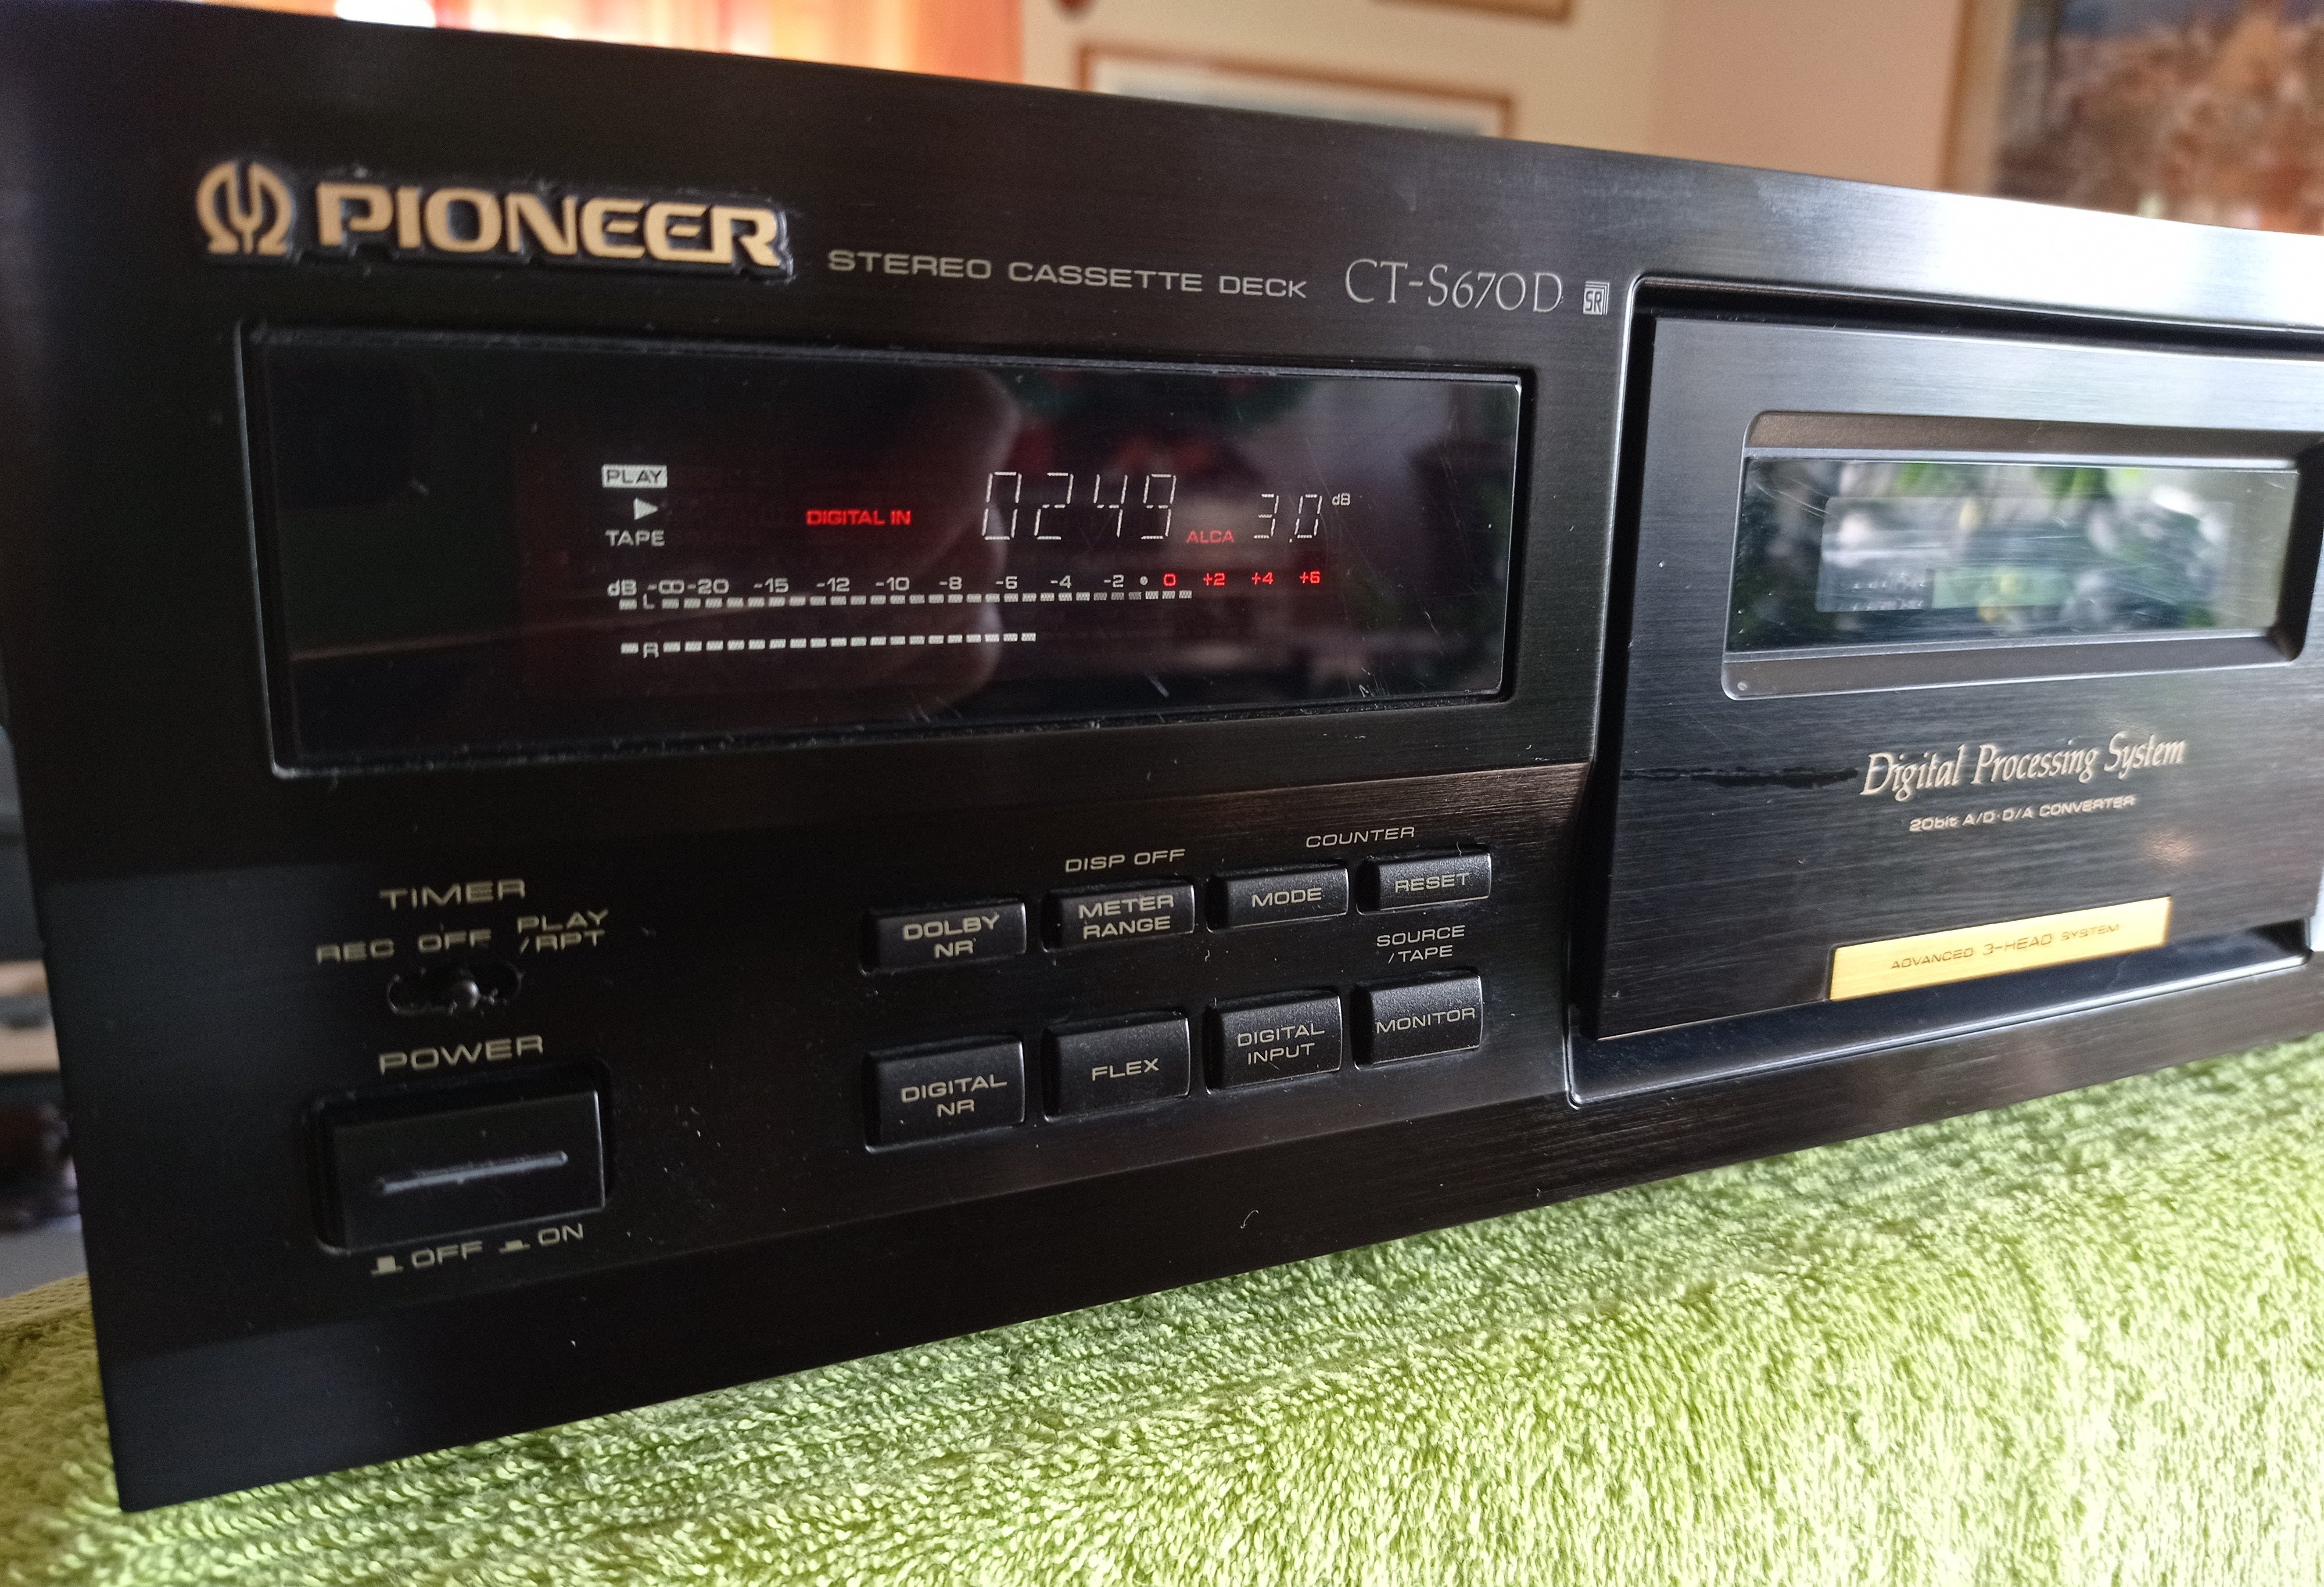 PIONEER
STEREO CASSETTE DECK CT-S670D SR
PLAY
TAPE
DIGITAL IN
0249
ALCA
3.0 dB
dB -∞ -20 -15 -12 -10 -8 -6 -4 -2 • 0 +2 +4 +6
L
R
Digital Processing System
20bit A/D·D/A CONVERTER
ADVANCED 3-HEAD SYSTEM
TIMER
REC OFF PLAY
/RPT
POWER
OFF ON
DISP OFF
COUNTER
DOLBY
NR
METER
RANGE
MODE
RESET
SOURCE
/TAPE
DIGITAL
NR
FLEX
DIGITAL
INPUT
MONITOR